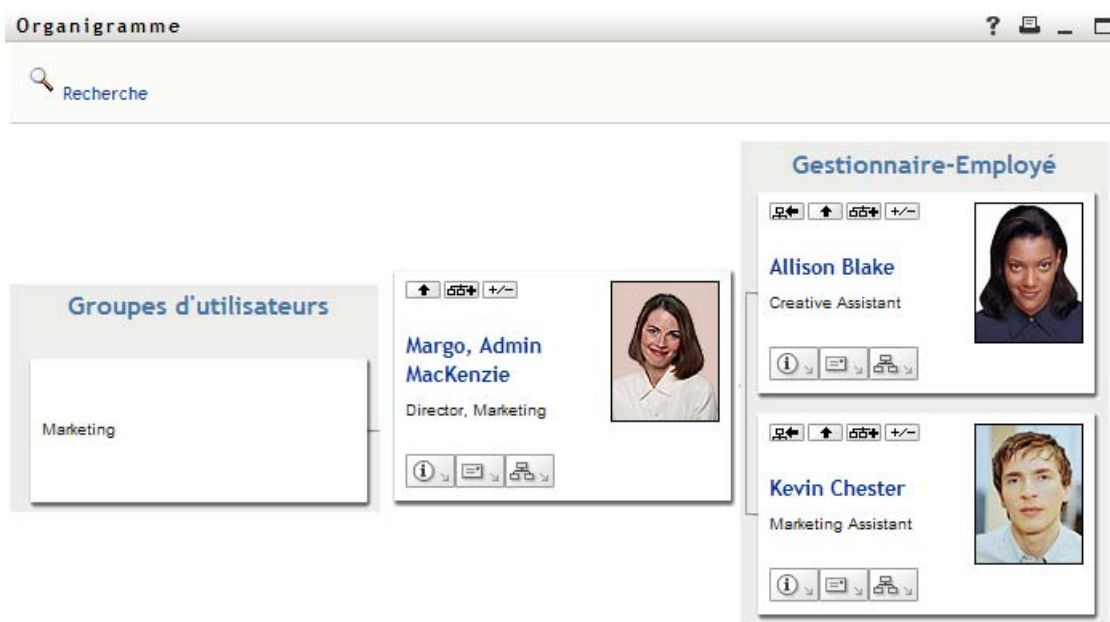 Organigramme
Recherche
Groupes d'utilisateurs
Marketing
Margo, Admin
MacKenzie
Director, Marketing
Gestionnaire-Employé
Allison Blake
Creative Assistant
Kevin Chester
Marketing Assistant